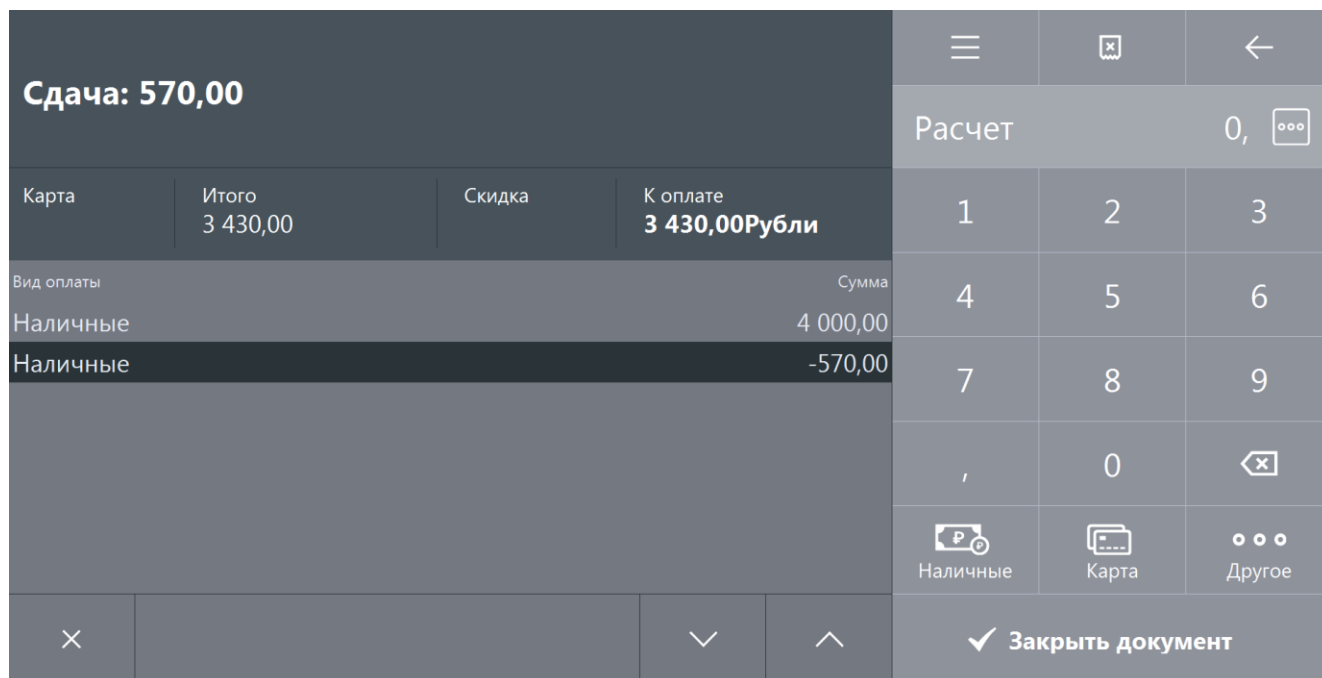 Сдача: 570,00
Карта Итого Скидка К оплате
3 430,00 3 430,00Рубли
Вид оплаты Сумма
Наличные 4 000,00
Наличные -570,00
Расчет 0,
1 2 3
4 5 6
7 8 9
, 0
Наличные Карта Другое
Закрыть документ